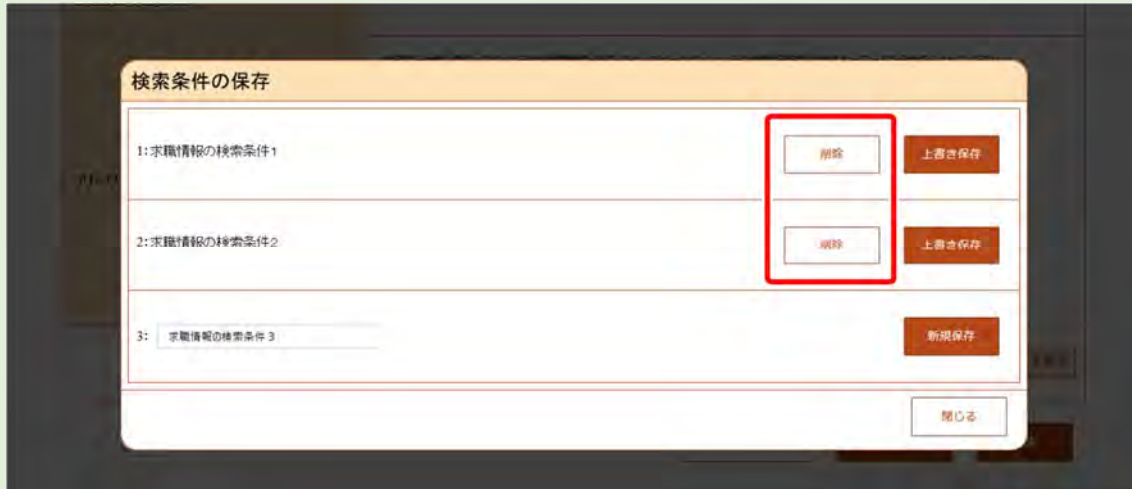 検索条件の保存
1:求職情報の検索条件1
削除
上書き保存
2:求職情報の検索条件2
削除
上書き保存
3: 求職情報の検索条件3
新規保存
閉じる